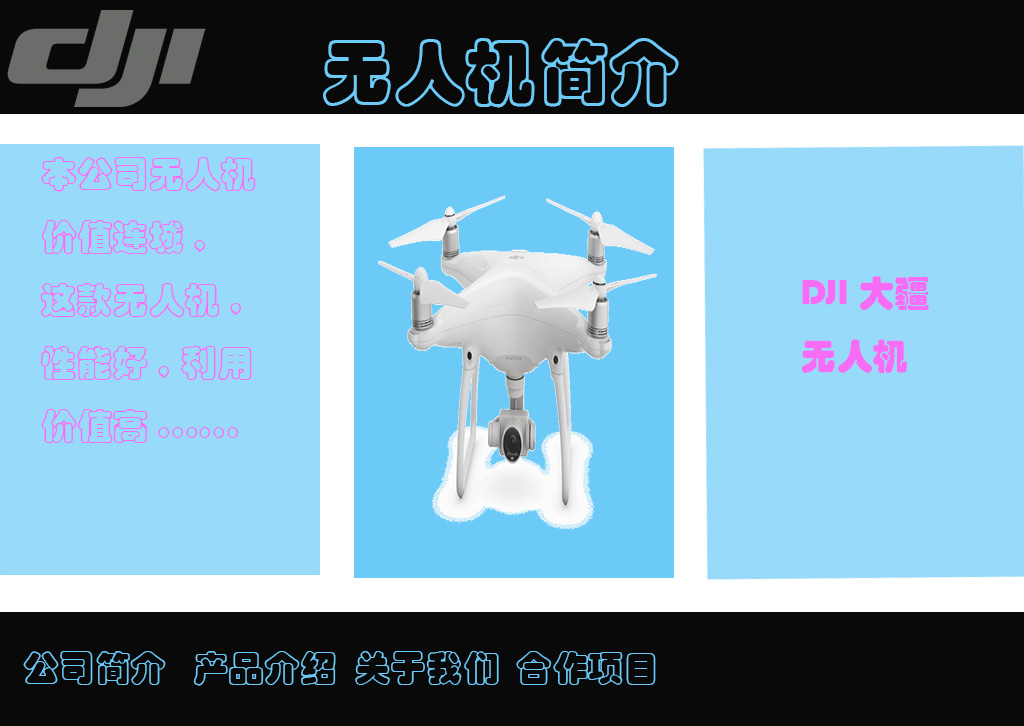 dji
无人机简介
本公司无人机
价值连城。
这款无人机，
性能好，利用
价值高……
DJI 大疆
无人机
公司简介 产品介绍 关于我们 合作项目